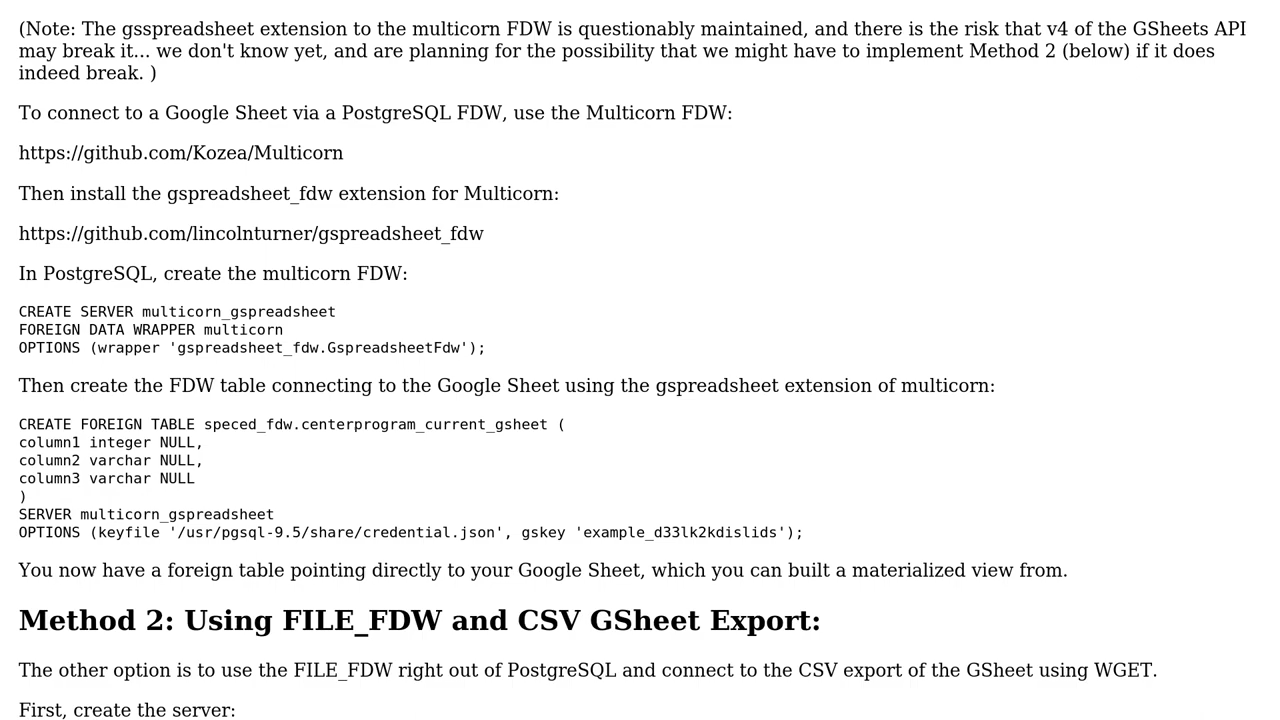 (Note: The gsspreadsheet extension to the multicorn FDW is questionably maintained, and there is the risk that v4 of the GSheets API
may break it... we don't know yet, and are planning for the possibility that we might have to implement Method 2 (below) if it does
indeed break. )
To connect to a Google Sheet via a PostgreSQL FDW, use the Multicorn FDW:
https://github.com/Kozea/Multicorn
Then install the gspreadsheet_fdw extension for Multicorn:
https://github.com/lincolnturner/gspreadsheet_fdw
In PostgreSQL, create the multicorn FDW:
CREATE SERVER multicorn_gspreadsheet
FOREIGN DATA WRAPPER multicorn
OPTIONS (wrapper 'gspreadsheet_fdw.GspreadsheetFdw');
Then create the FDW table connecting to the Google Sheet using the gspreadsheet extension of multicorn:
CREATE FOREIGN TABLE speced_fdw.centerprogram_current_gsheet (
column1 integer NULL,
column2 varchar NULL,
column3 varchar NULL
)
SERVER multicorn_gspreadsheet
OPTIONS (keyfile '/usr/pgsql-9.5/share/credential.json', gskey 'example_d33lk2kdislids');
You now have a foreign table pointing directly to your Google Sheet, which you can built a materialized view from.
Method 2: Using FILE_FDW and CSV GSheet Export:
The other option is to use the FILE_FDW right out of PostgreSQL and connect to the CSV export of the GSheet using WGET.
First, create the server: